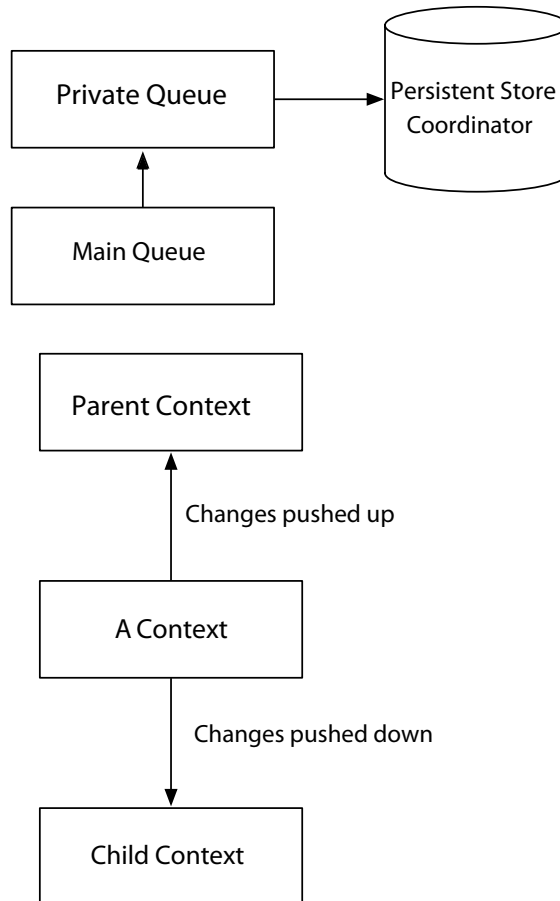 Private Queue
Persistent Store
Coordinator
Main Queue
Parent Context
Changes pushed up
A Context
Changes pushed down
Child Context